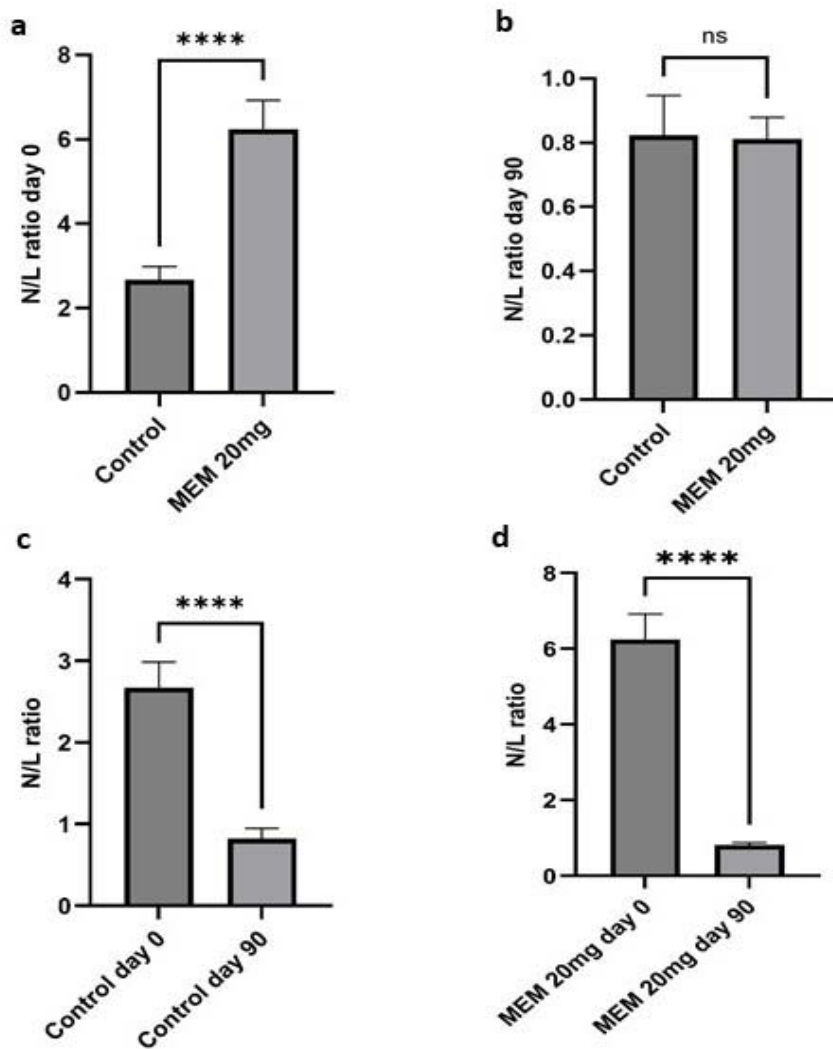 a
****
8
6
4
2
0
N/L ratio day 0
Control
MEM 20mg
b
ns
1.0
0.8
0.6
0.4
0.2
0.0
N/L ratio day 90
Control
MEM 20mg
c
****
4
3
2
1
0
N/L ratio
Control day 0
Control day 90
d
****
8
6
4
2
0
N/L ratio
MEM 20mg day 0
MEM 20mg day 90